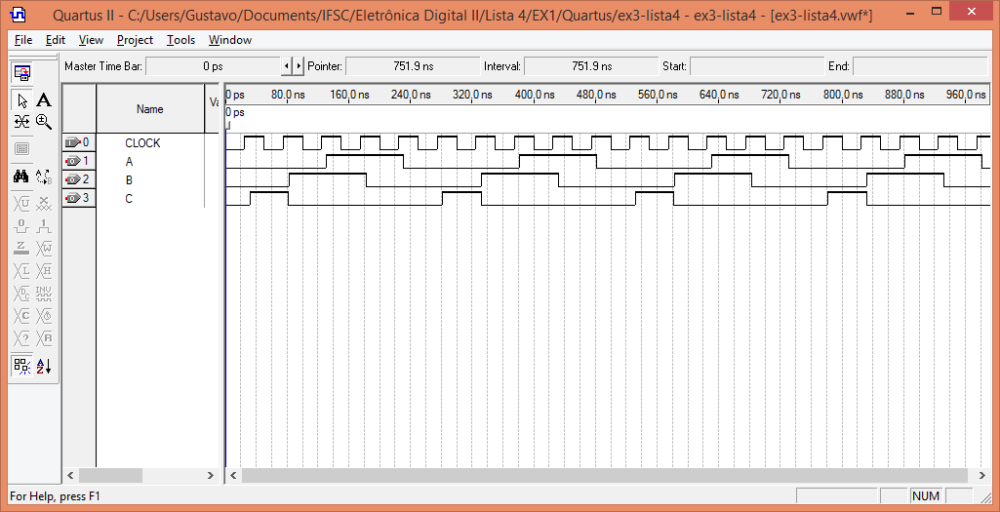 Quartus II - C:/Users/Gustavo/Documents/IFSC/Eletrônica Digital II/Lista 4/EX1/Quartus/ex3-lista4 - ex3-lista4 - [ex3-lista4.vwf*]
File Edit View Project Tools Window
Master Time Bar: 0 ps Pointer: 751.9 ns Interval: 751.9 ns Start: End:
Name Va 0 ps 80.0 ns 160.0 ns 240.0 ns 320.0 ns 400.0 ns 480.0 ns 560.0 ns 640.0 ns 720.0 ns 800.0 ns 880.0 ns 960.0 ns
0 ps
0 CLOCK
1 A
2 B
3 C
For Help, press F1 NUM